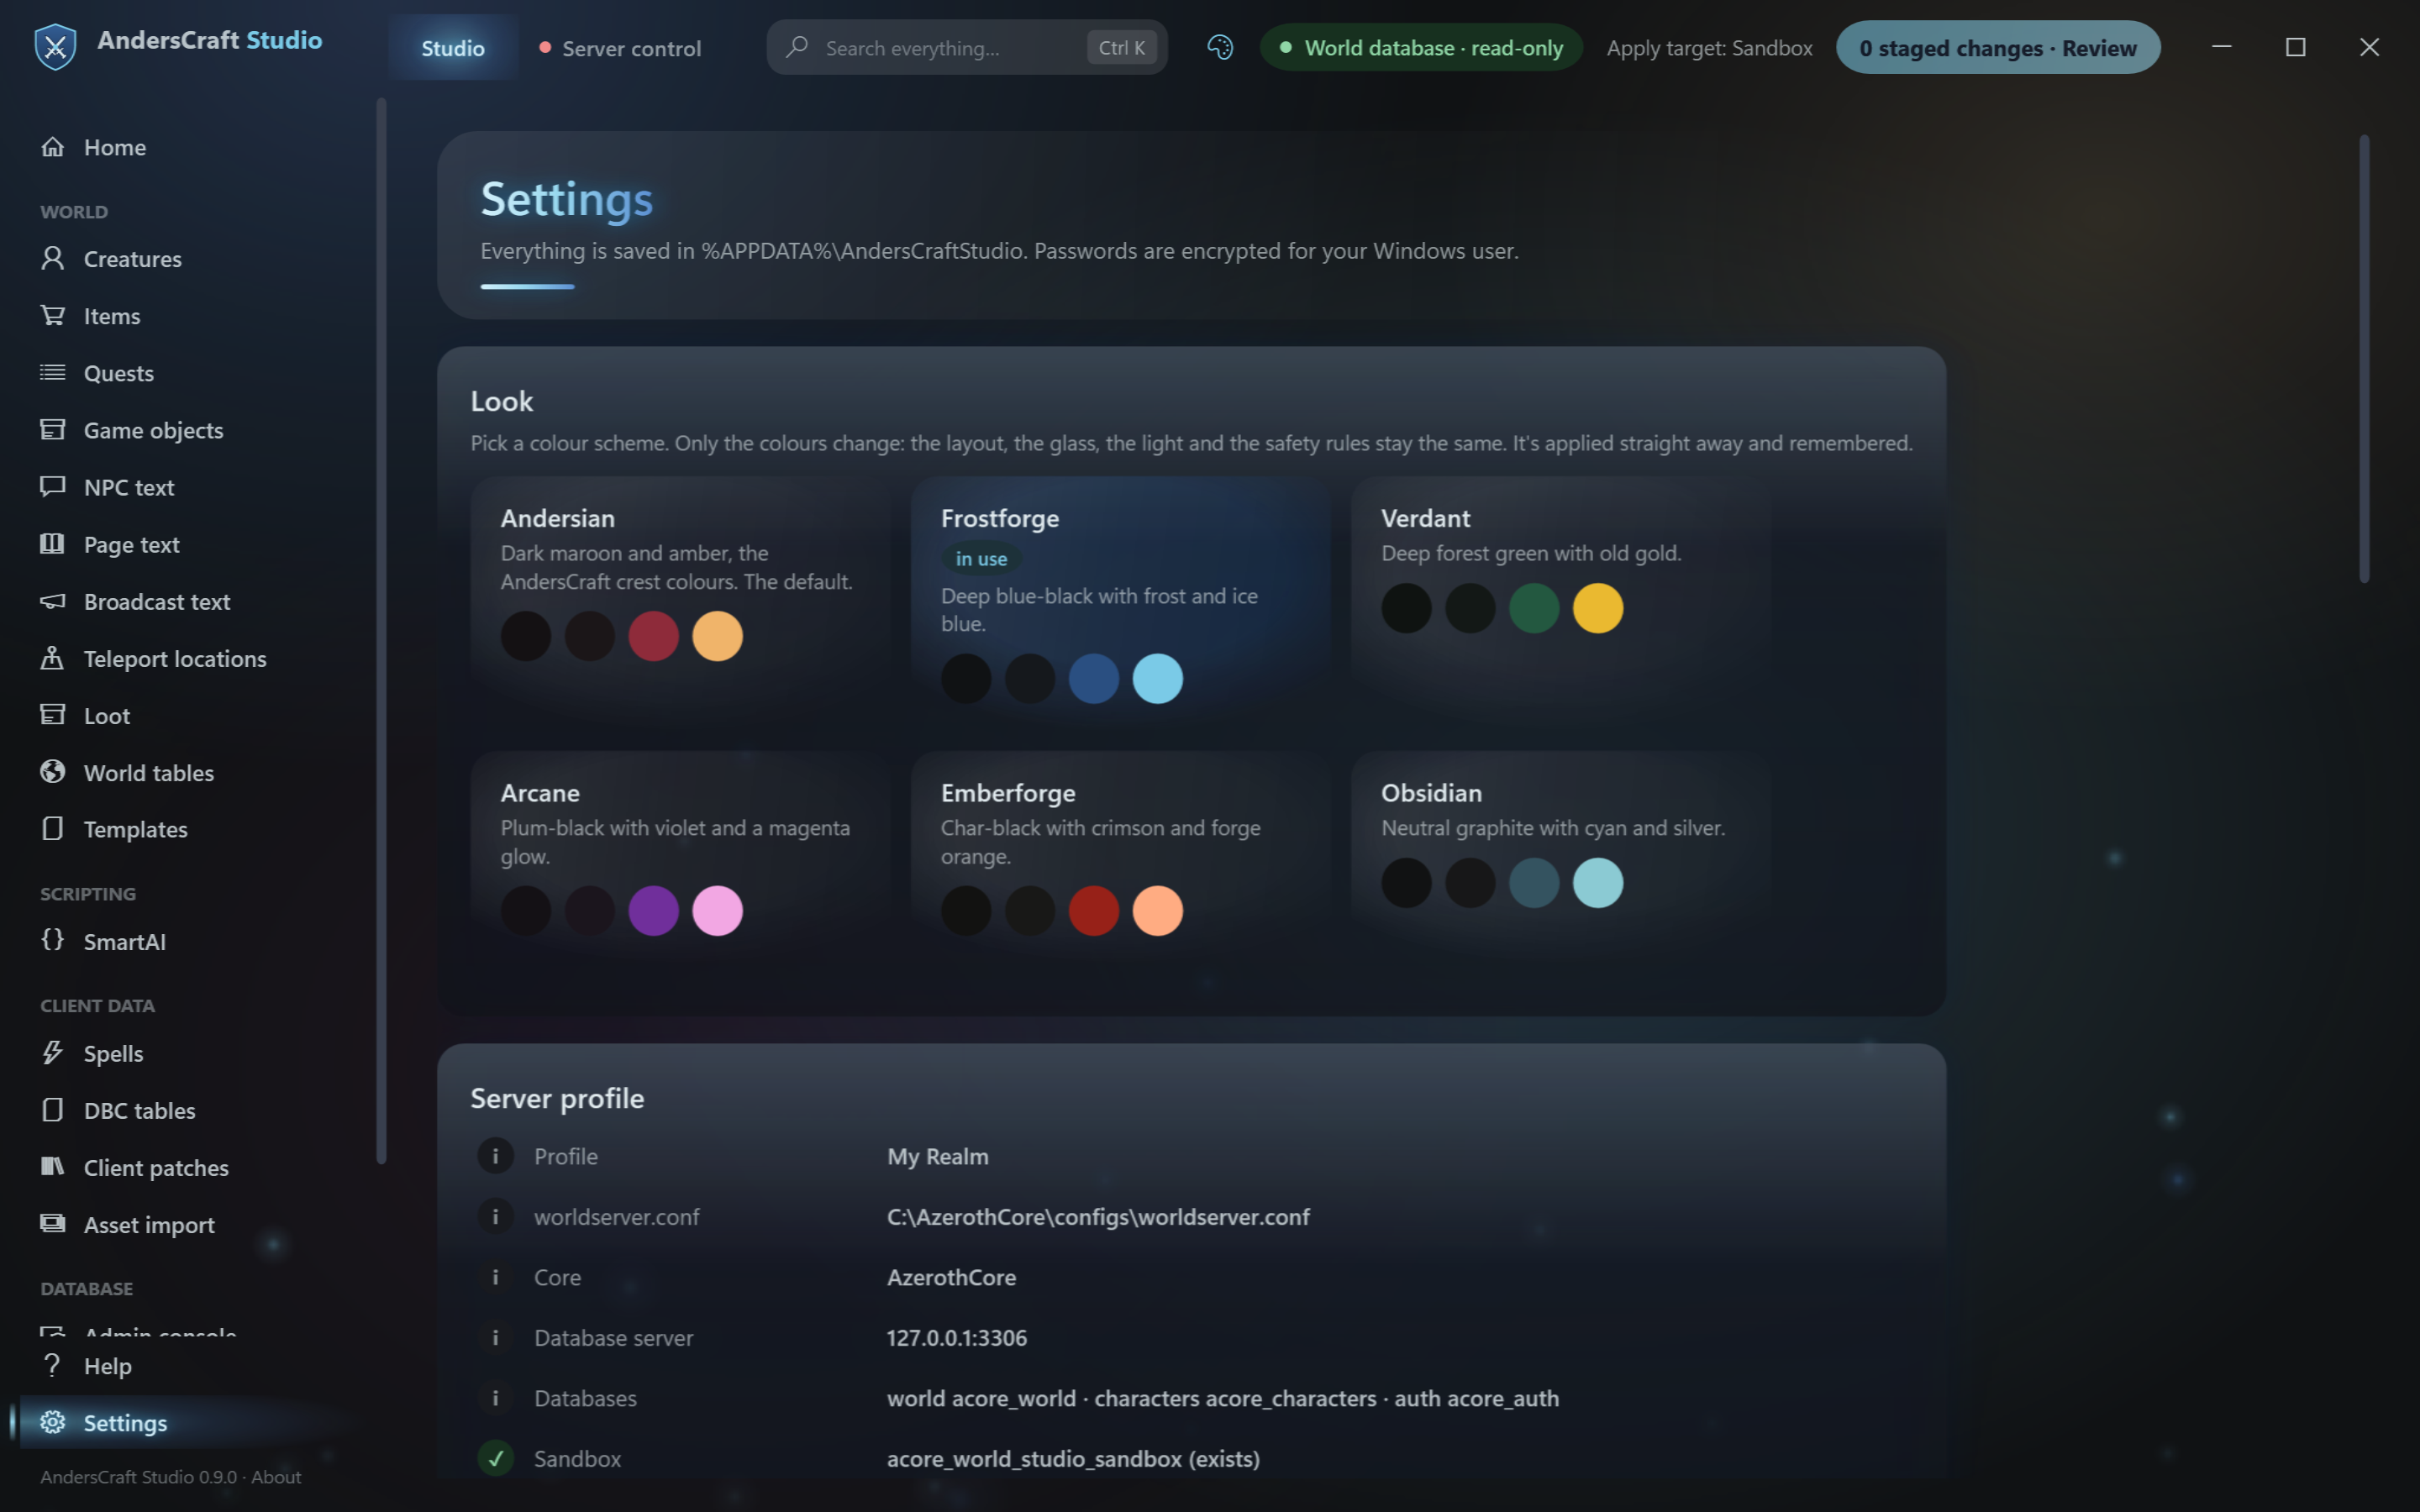 AndersCraft Studio
Studio
Server control
Search everything...
Ctrl K
World database · read-only
Apply target: Sandbox
0 staged changes · Review
Home
WORLD
Creatures
Items
Quests
Game objects
NPC text
Page text
Broadcast text
Teleport locations
Loot
World tables
Templates
SCRIPTING
SmartAI
CLIENT DATA
Spells
DBC tables
Client patches
Asset import
DATABASE
Admin console
Help
Settings
AndersCraft Studio 0.9.0 · About
Settings
Everything is saved in %APPDATA%\AndersCraftStudio. Passwords are encrypted for your Windows user.
Look
Pick a colour scheme. Only the colours change: the layout, the glass, the light and the safety rules stay the same. It's applied straight away and remembered.
Andersian
Dark maroon and amber, the
AndersCraft crest colours. The default.
Frostforge
in use
Deep blue-black with frost and ice
blue.
Verdant
Deep forest green with old gold.
Arcane
Plum-black with violet and a magenta
glow.
Emberforge
Char-black with crimson and forge
orange.
Obsidian
Neutral graphite with cyan and silver.
Server profile
Profile
My Realm
worldserver.conf
C:\AzerothCore\configs\worldserver.conf
Core
AzerothCore
Database server
127.0.0.1:3306
Databases
world acore_world · characters acore_characters · auth acore_auth
Sandbox
acore_world_studio_sandbox (exists)